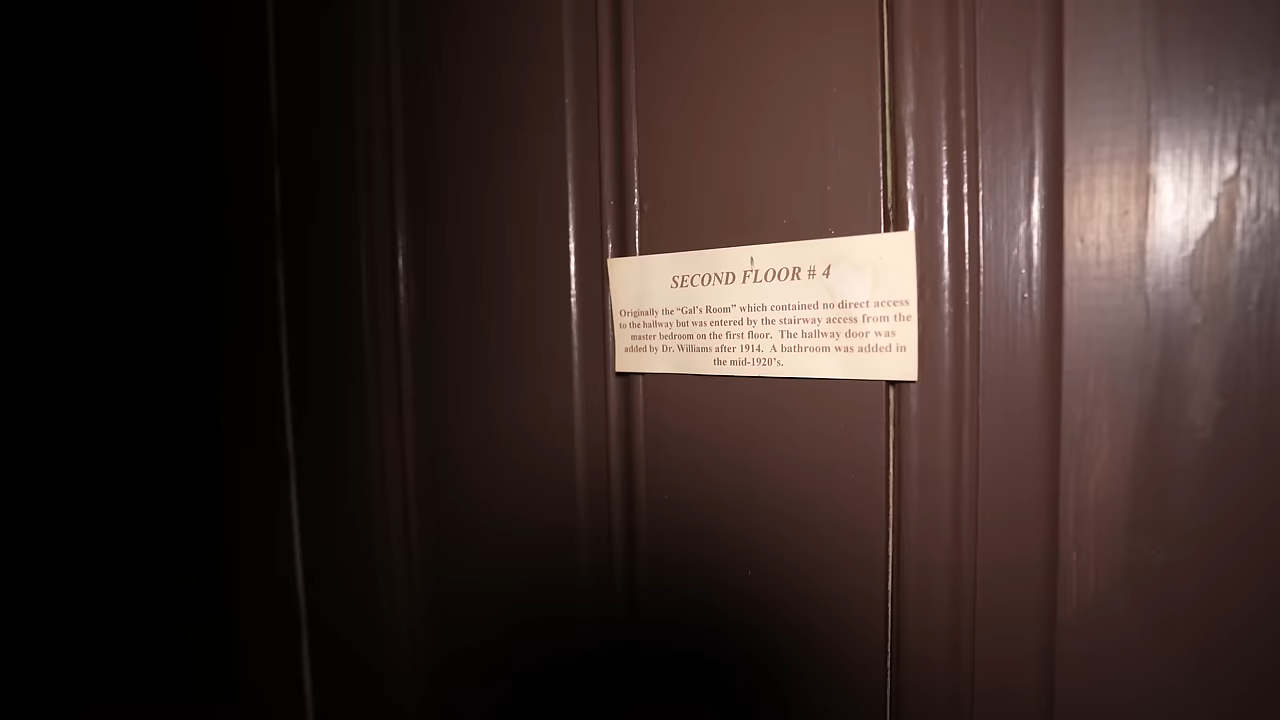 SECOND FLOOR # 4
Originally the “Gal’s Room” which contained no direct access
to the hallway but was entered by the stairway access from the
master bedroom on the first floor.  The hallway door was
added by Dr. Williams after 1914.  A bathroom was added in
the mid-1920’s.